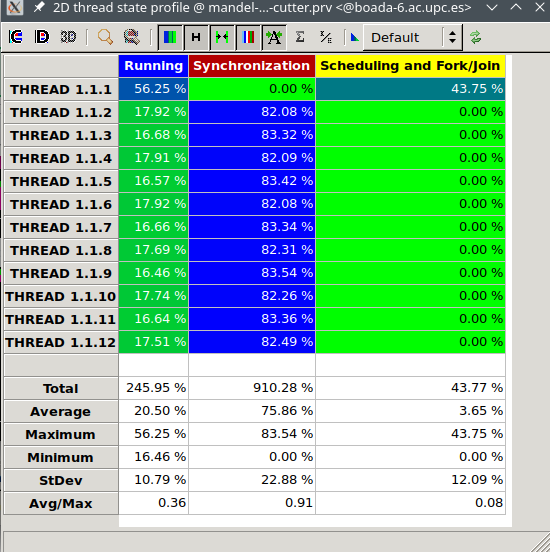 2D thread state profile @ mandel-...-cutter.prv <@boada-6.ac.upc.es>
3D H Σ Default
Running Synchronization Scheduling and Fork/Join
THREAD 1.1.1 56.25 % 0.00 % 43.75 %
THREAD 1.1.2 17.92 % 82.08 % 0.00 %
THREAD 1.1.3 16.68 % 83.32 % 0.00 %
THREAD 1.1.4 17.91 % 82.09 % 0.00 %
THREAD 1.1.5 16.57 % 83.42 % 0.00 %
THREAD 1.1.6 17.92 % 82.08 % 0.00 %
THREAD 1.1.7 16.66 % 83.34 % 0.00 %
THREAD 1.1.8 17.69 % 82.31 % 0.00 %
THREAD 1.1.9 16.46 % 83.54 % 0.00 %
THREAD 1.1.10 17.74 % 82.26 % 0.00 %
THREAD 1.1.11 16.64 % 83.36 % 0.00 %
THREAD 1.1.12 17.51 % 82.49 % 0.00 %
Total 245.95 % 910.28 % 43.77 %
Average 20.50 % 75.86 % 3.65 %
Maximum 56.25 % 83.54 % 43.75 %
Minimum 16.46 % 0.00 % 0.00 %
StDev 10.79 % 22.88 % 12.09 %
Avg/Max 0.36 0.91 0.08